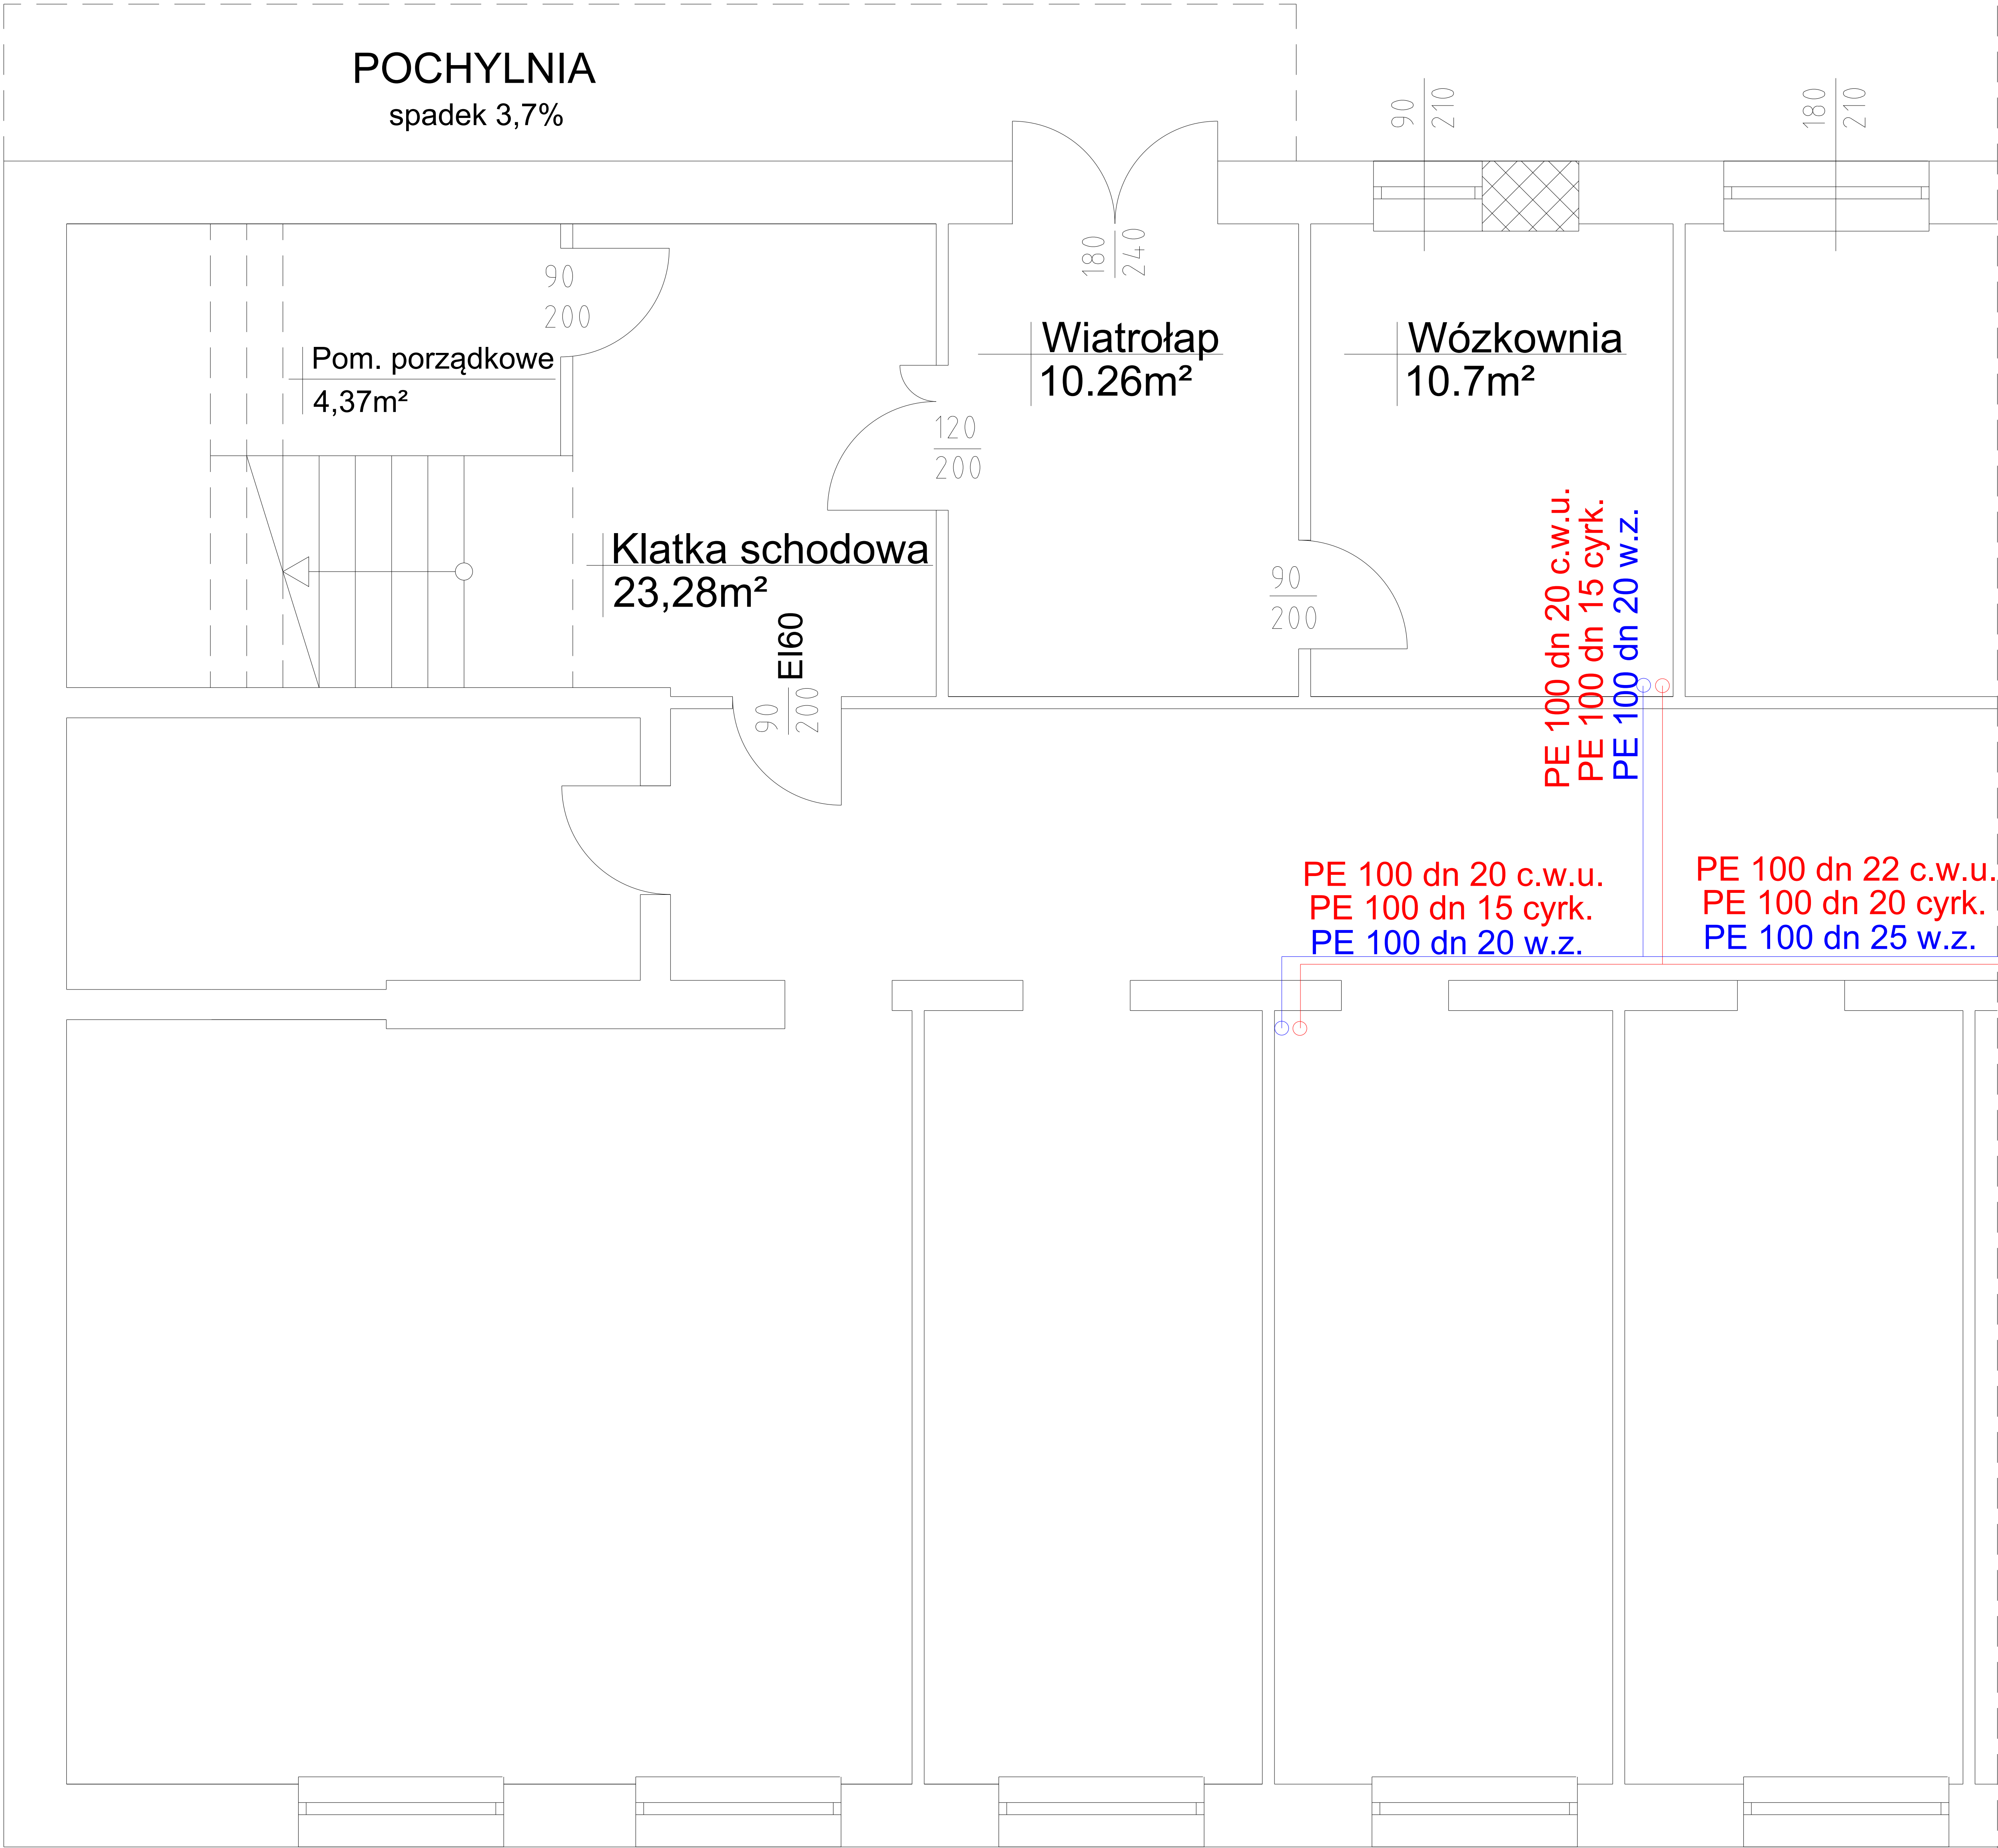 POCHYLNIA
spadek 3,7%
90
210
180
210
180
240
90
200
Pom. porządkowe
4,37m²
Wiatrołap
10.26m²
Wózkownia
10.7m²
120
200
Klatka schodowa
23,28m²
EI60
90
200
90
200
PE 100 dn 20 c.w.u.
PE 100 dn 15 cyrk.
PE 100 dn 20 w.z.
PE 100 dn 20 c.w.u.
PE 100 dn 15 cyrk.
PE 100 dn 20 w.z.
PE 100 dn 22 c.w.u.
PE 100 dn 20 cyrk.
PE 100 dn 25 w.z.